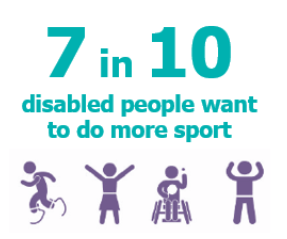 7 in 10
disabled people want
to do more sport